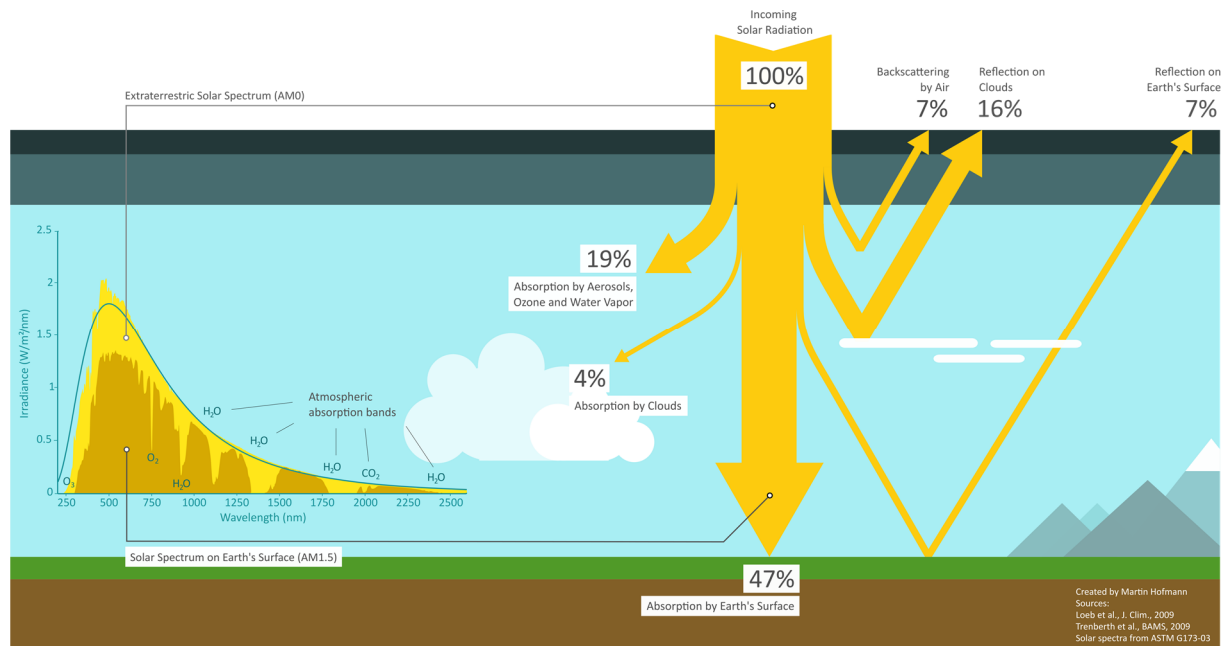 Incoming
Solar Radiation
100%
Backscattering
by Air
7%
Reflection on
Clouds
16%
Reflection on
Earth's Surface
7%
Extraterrestric Solar Spectrum (AM0)
19%
Absorption by Aerosols,
Ozone and Water Vapor
4%
Absorption by Clouds
2.5
2
1.5
1
0.5
0
Irradiance (W/m²/nm)
Atmospheric
absorption bands
H₂O
H₂O
H₂O
CO₂
H₂O
O₂
O₃
H₂O
250
500
750
1000
1250
1500
1750
2000
2250
2500
Wavelength (nm)
Solar Spectrum on Earth's Surface (AM1.5)
47%
Absorption by Earth's Surface
Created by Martin Hofmann
Sources:
Loeb et al., J. Clim., 2009
Trenberth et al., BAMS, 2009
Solar spectra from ASTM G173-03